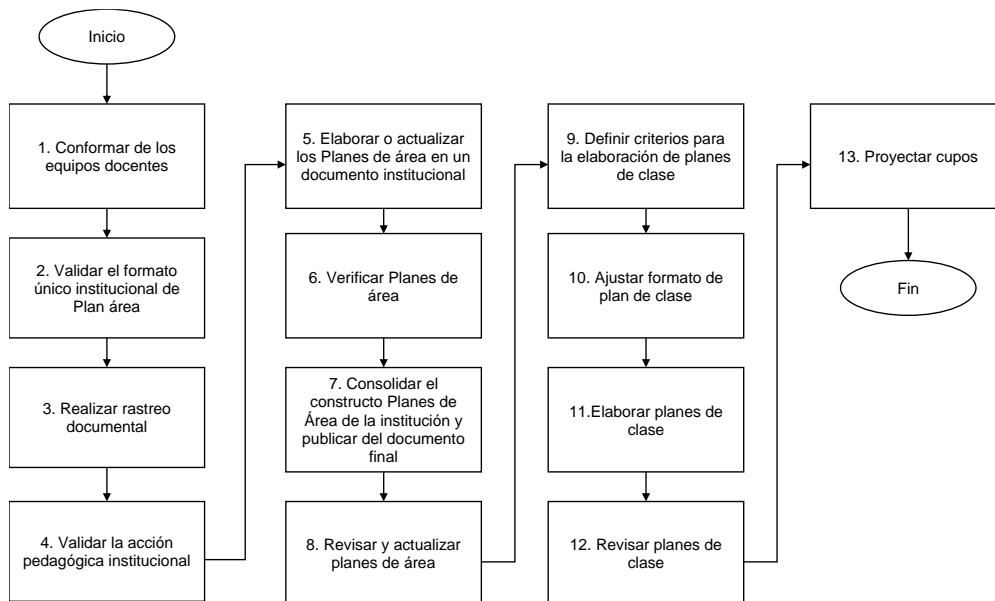 Inicio
1. Conformar de los
equipos docentes
2. Validar el formato
único institucional de
Plan área
3. Realizar rastreo
documental
4. Validar la acción
pedagógica institucional
5. Elaborar o actualizar
los Planes de área en un
documento institucional
6. Verificar Planes de
área
7. Consolidar el
constructo Planes de
Área de la institución y
publicar del documento
final
8. Revisar y actualizar
planes de área
9. Definir criterios para
la elaboración de planes
de clase
10. Ajustar formato de
plan de clase
11.Elaborar planes de
clase
12. Revisar planes de
clase
13. Proyectar cupos
Fin